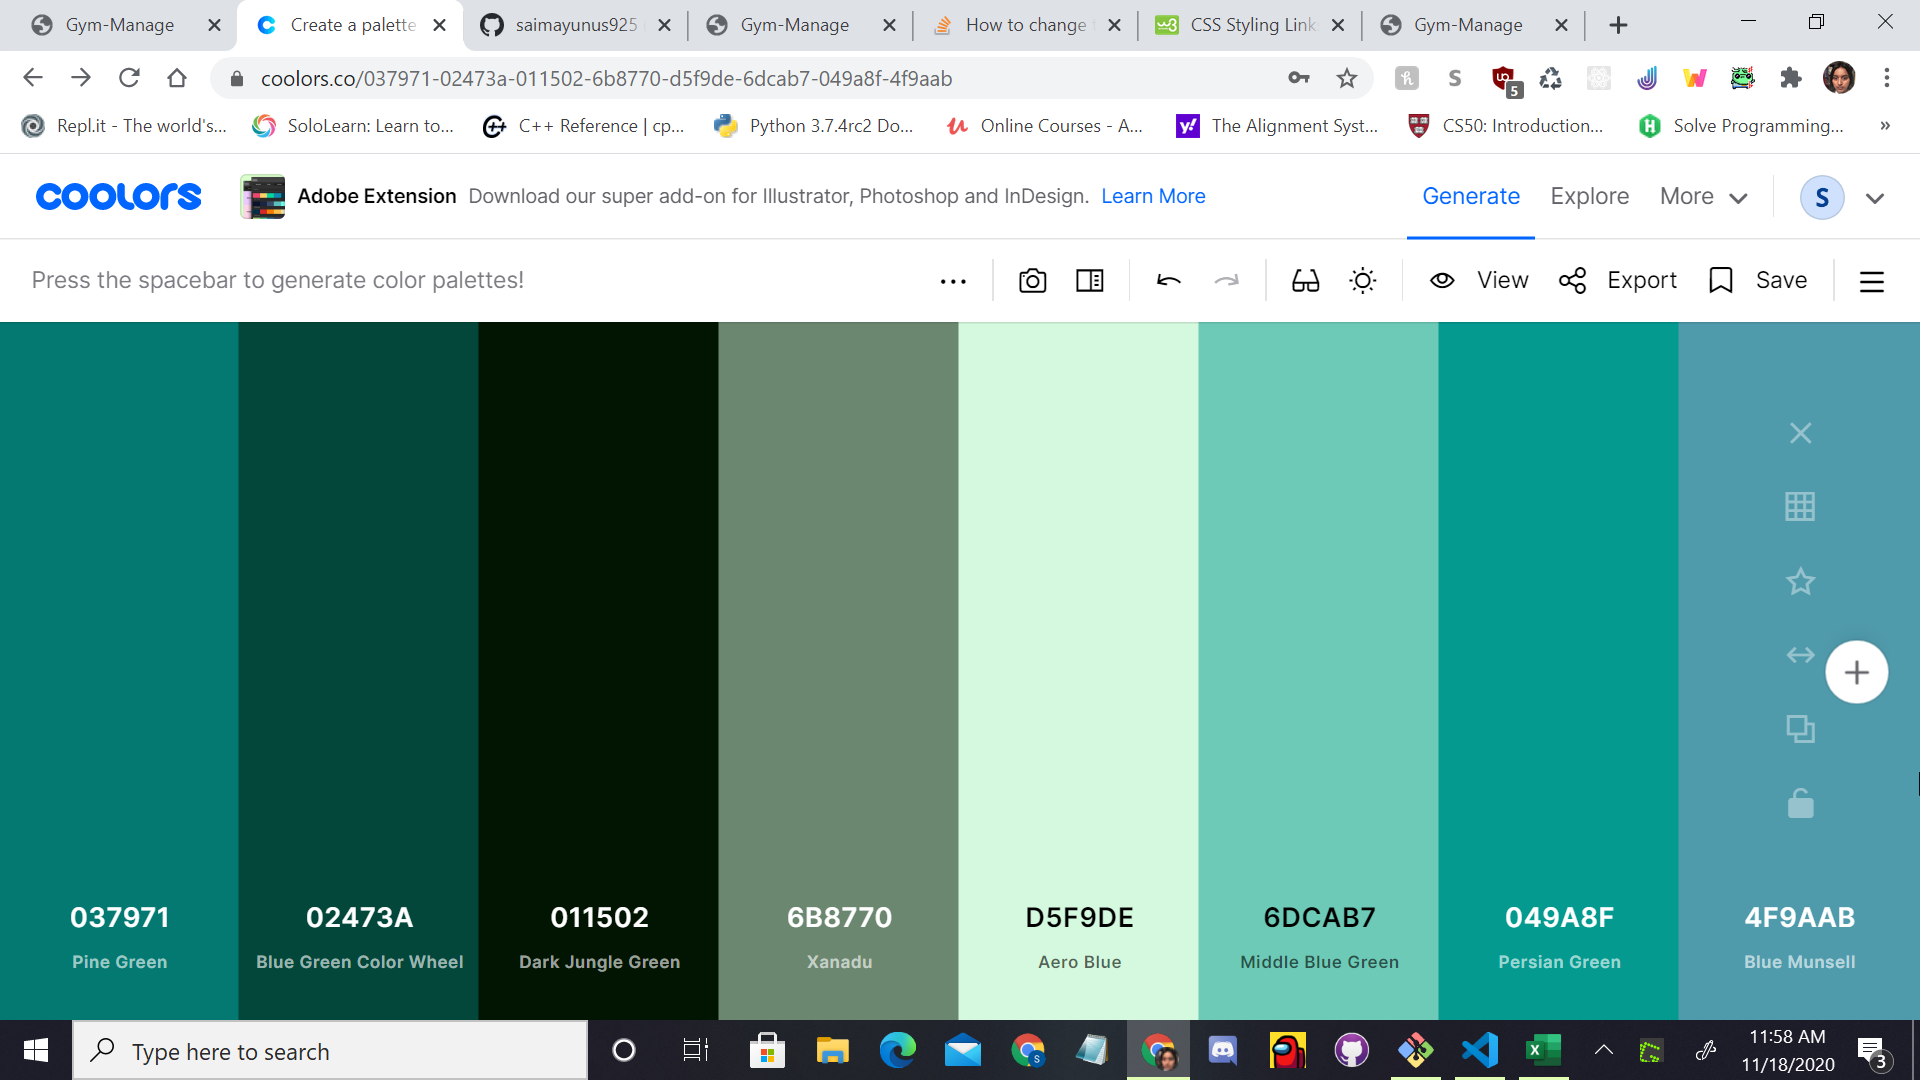 Gym-Manage
Create a palette
saimayunus925
Gym-Manage
How to change
CSS Styling Link
Gym-Manage
coolors.co/037971-02473a-011502-6b8770-d5f9de-6dcab7-049a8f-4f9aab
5
Repl.it - The world's...
SoloLearn: Learn to...
C++ Reference | cp...
Python 3.7.4rc2 Do...
Online Courses - A...
The Alignment Syst...
CS50: Introduction...
Solve Programming...
coolors
Adobe Extension Download our super add-on for Illustrator, Photoshop and InDesign. Learn More
Generate
Explore
More
S
Press the spacebar to generate color palettes!
View
Export
Save
037971
Pine Green
02473A
Blue Green Color Wheel
011502
Dark Jungle Green
6B8770
Xanadu
D5F9DE
Aero Blue
6DCAB7
Middle Blue Green
049A8F
Persian Green
4F9AAB
Blue Munsell
Type here to search
11:58 AM
11/18/2020
3